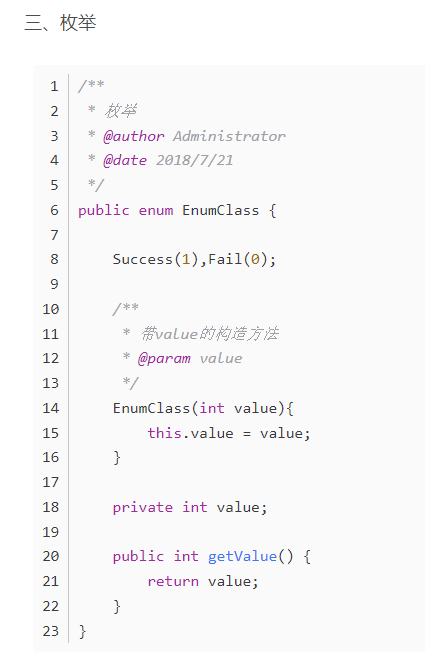 三、枚举
1 /**
2  * 枚举
3  * @author Administrator
4  * @date 2018/7/21
5  */
6 public enum EnumClass {
7
8     Success(1),Fail(0);
9
10     /**
11      * 带value的构造方法
12      * @param value
13      */
14     EnumClass(int value){
15         this.value = value;
16     }
17
18     private int value;
19
20     public int getValue() {
21         return value;
22     }
23 }